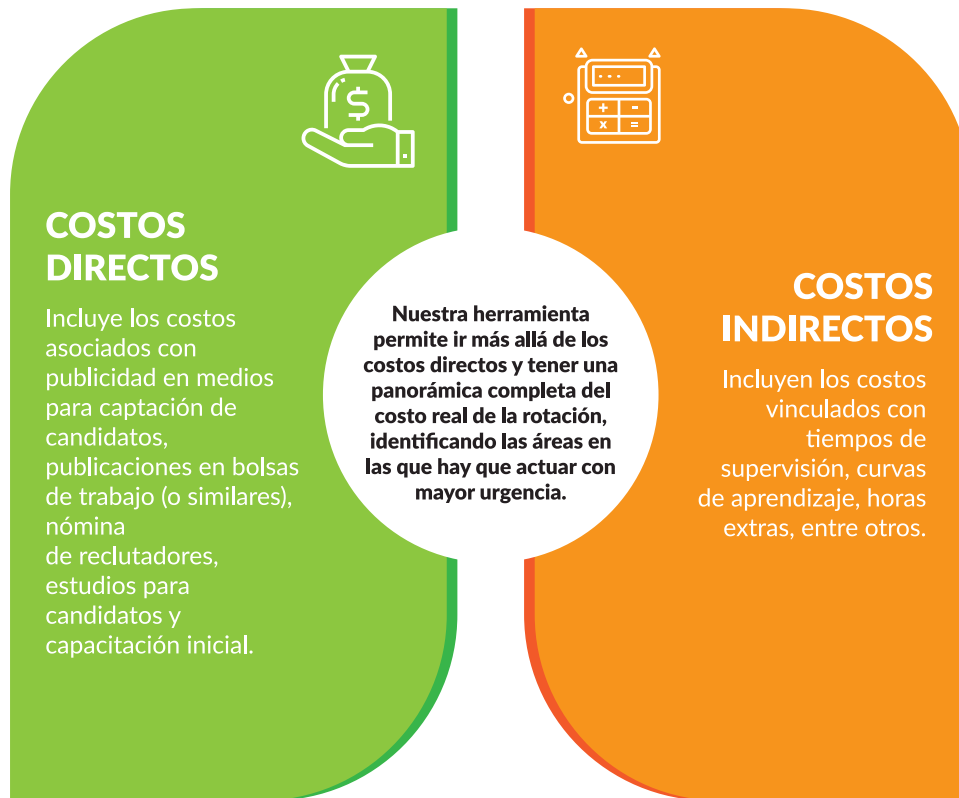 COSTOS
DIRECTOS
Incluye los costos
asociados con
publicidad en medios
para captación de
candidatos,
publicaciones en bolsas
de trabajo (o similares),
nómina
de reclutadores,
estudios para
candidatos y
capacitación inicial.
Nuestra herramienta
permite ir más allá de los
costos directos y tener una
panorámica completa del
costo real de la rotación,
identificando las áreas en
las que hay que actuar con
mayor urgencia.
COSTOS
INDIRECTOS
Incluyen los costos
vinculados con
tiempos de
supervisión, curvas
de aprendizaje, horas
extras, entre otros.